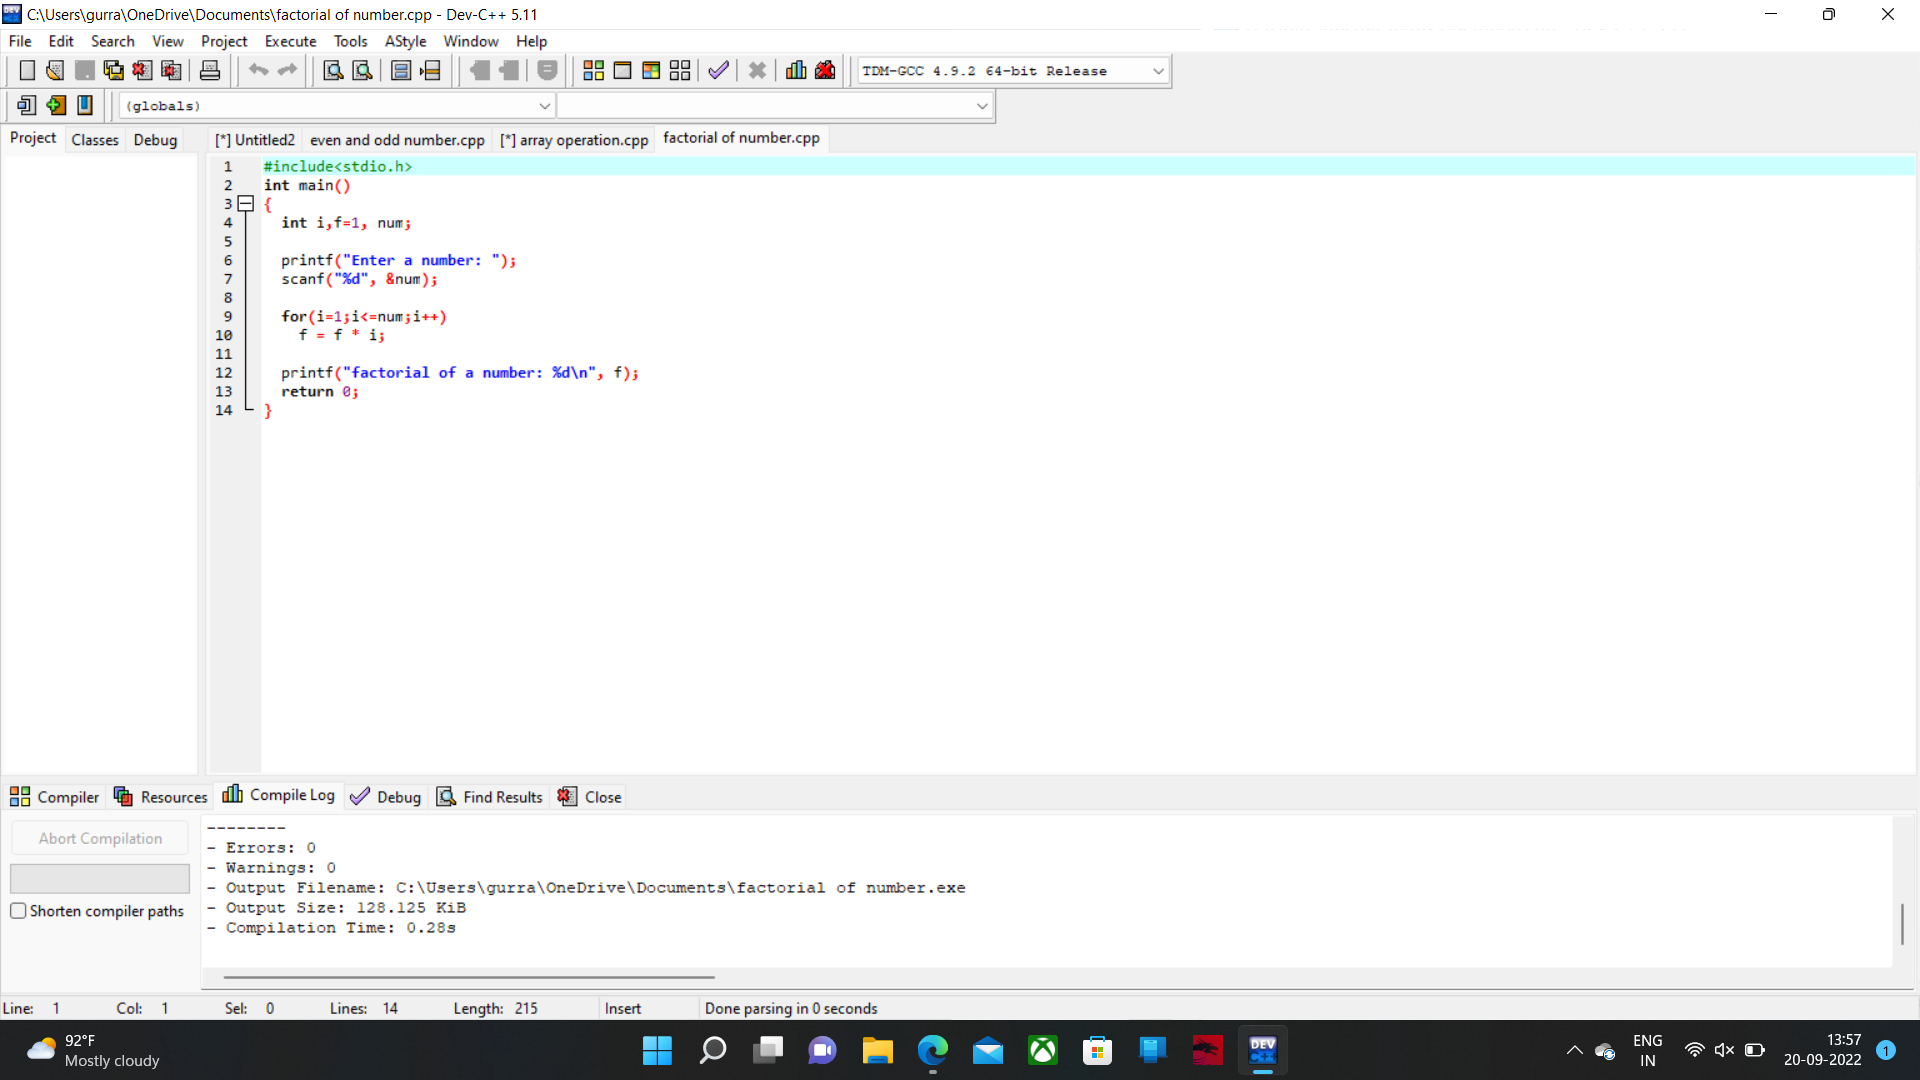 C:\Users\gurra\OneDrive\Documents\factorial of number.cpp - Dev-C++ 5.11
File Edit Search View Project Execute Tools AStyle Window Help
TDM-GCC 4.9.2 64-bit Release
(globals)
Project Classes Debug [*] Untitled2 even and odd number.cpp [*] array operation.cpp factorial of number.cpp
1 #include<stdio.h>
2 int main()
3 {
4 int i,f=1, num;
5
6 printf("Enter a number: ");
7 scanf("%d", &num);
8
9 for(i=1;i<=num;i++)
10 f = f * i;
11
12 printf("factorial of a number: %d\n", f);
13 return 0;
14 }
Compiler Resources Compile Log Debug Find Results Close
Abort Compilation
Shorten compiler paths
--------
- Errors: 0
- Warnings: 0
- Output Filename: C:\Users\gurra\OneDrive\Documents\factorial of number.exe
- Output Size: 128.125 KiB
- Compilation Time: 0.28s
Line: 1 Col: 1 Sel: 0 Lines: 14 Length: 215 Insert Done parsing in 0 seconds
92°F
Mostly cloudy
DEV
C++
ENG
IN
13:57
20-09-2022
1